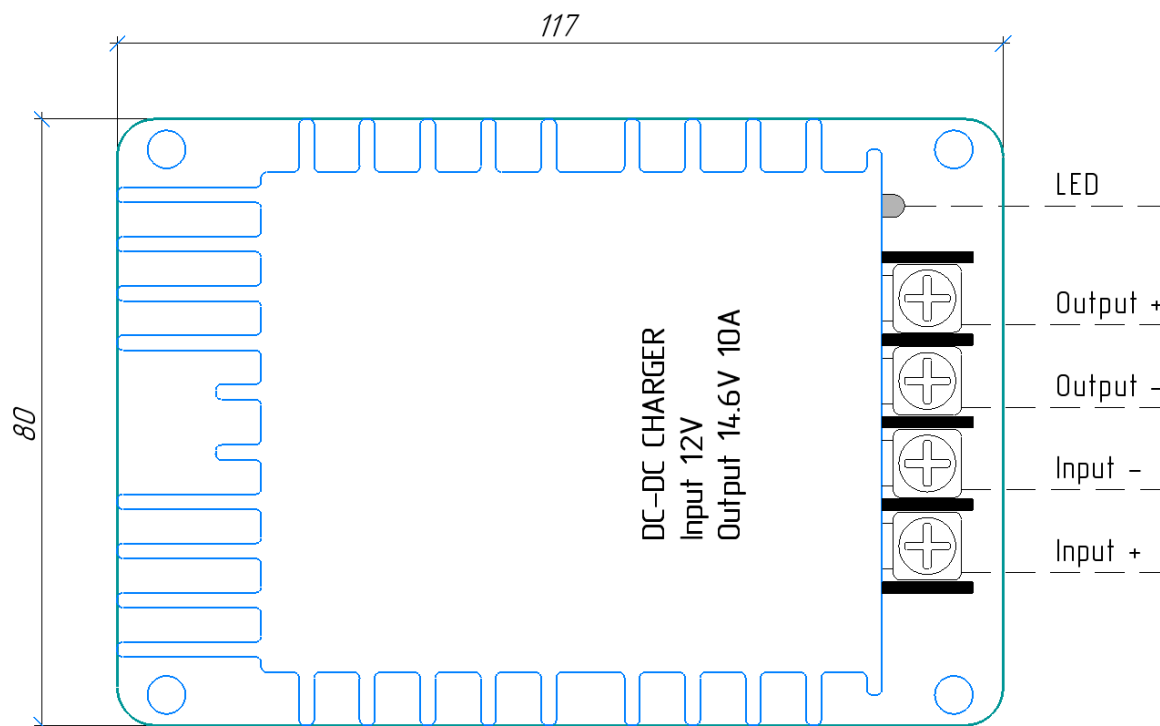 117
80
LED
Output +
Output -
Input -
Input +
DC-DC CHARGER
Input 12V
Output 14.6V 10A